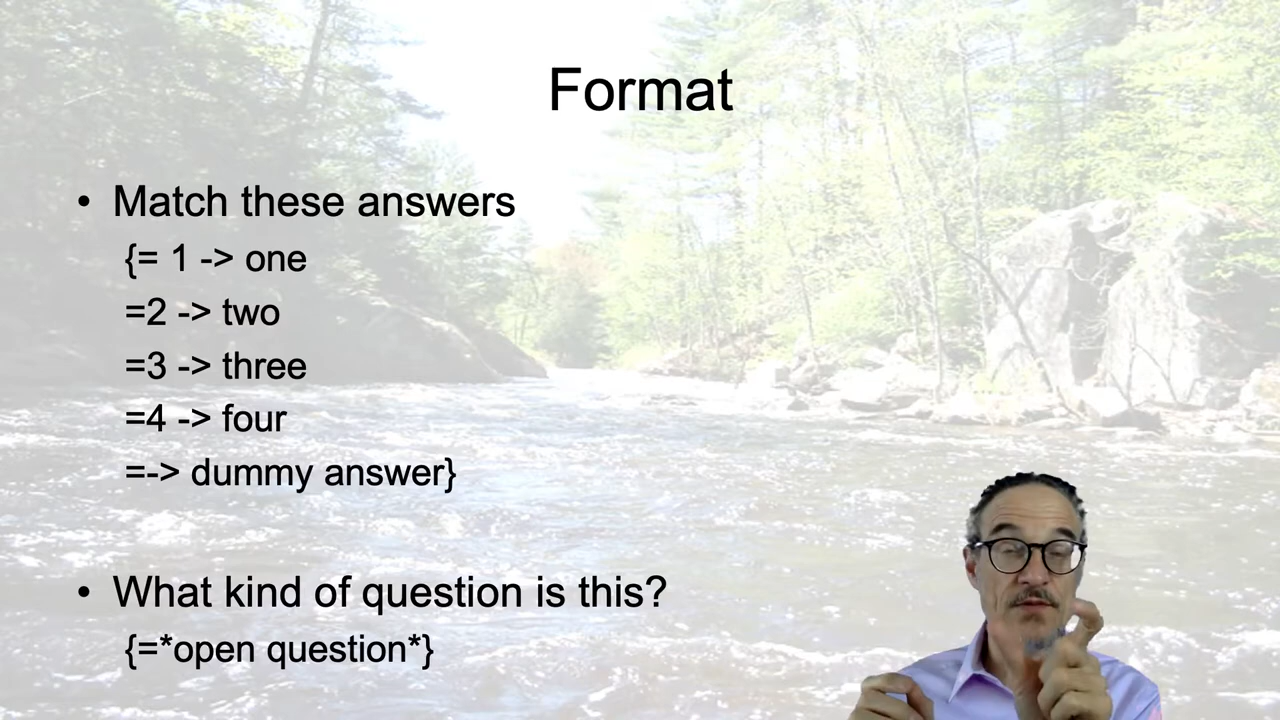 Format
• Match these answers
{= 1 -> one
=2 -> two
=3 -> three
=4 -> four
=-> dummy answer}
• What kind of question is this?
{=*open question*}